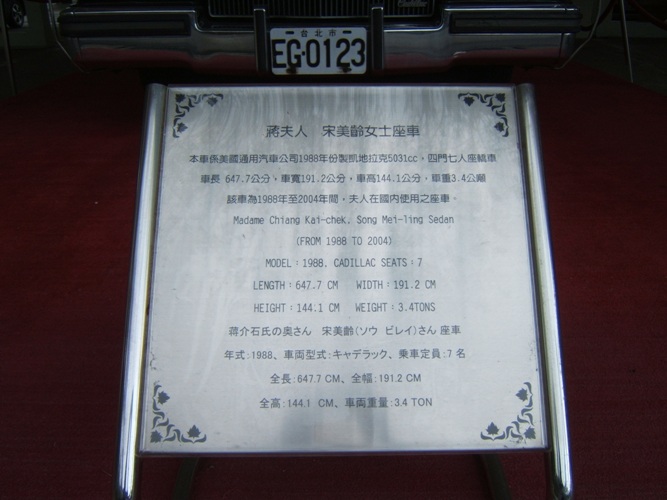 台北市
EG-0123
蔣夫人 宋美齡女士座車
本車係美國通用汽車公司1988年份製凱地拉克5031cc，四門七人座轎車
車長 647.7公分，車寬191.2公分，車高144.1公分，車重3.4公噸
該車為1988年至2004年間，夫人在國內使用之座車。
Madame Chiang Kai-chek. Song Mei-ling Sedan
(FROM 1988 TO 2004)
MODEL：1988. CADILLAC SEATS：7
LENGTH：647.7 CM WIDTH：191.2 CM
HEIGHT：144.1 CM WEIGHT：3.4TONS
蒋介石氏の奥さん 宋美齢(ソウ ビレイ)さん 座車
年式:1988、車両型式:キャデラック、乗車定員:7 名
全長:647.7 CM、全幅:191.2 CM
全高:144.1 CM、車両重量:3.4 TON